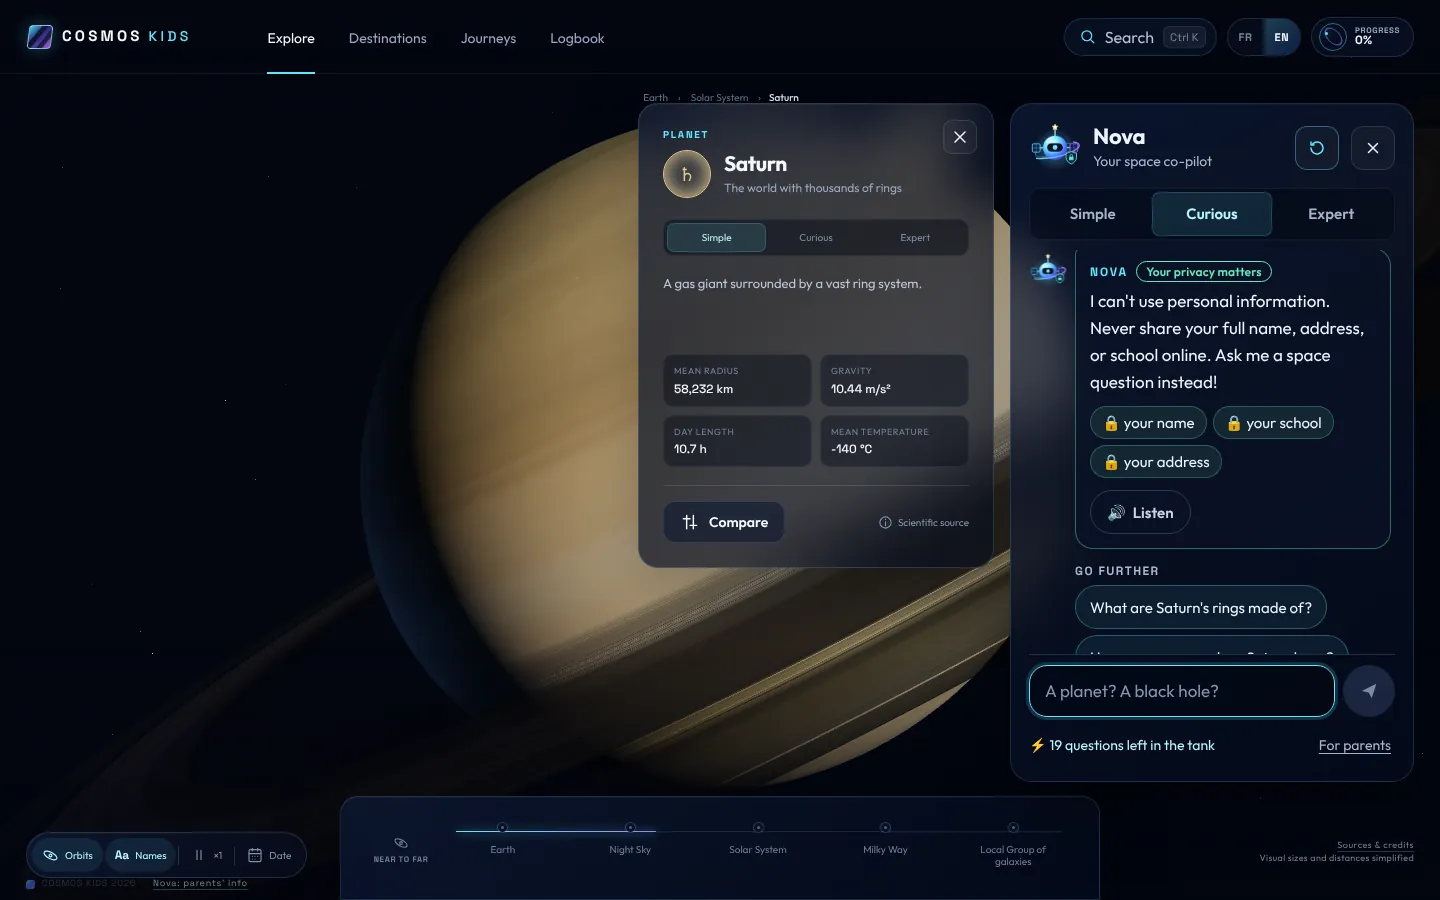 COSMOS KIDS
Explore
Destinations
Journeys
Logbook
Search
Ctrl K
FR
EN
PROGRESS
0%
Earth › Solar System › Saturn
PLANET
♄
Saturn
The world with thousands of rings
Simple
Curious
Expert
A gas giant surrounded by a vast ring system.
MEAN RADIUS
58,232 km
GRAVITY
10.44 m/s²
DAY LENGTH
10.7 h
MEAN TEMPERATURE
-140 °C
Compare
Scientific source
Nova
Your space co-pilot
Simple
Curious
Expert
NOVA
Your privacy matters
I can't use personal information.
Never share your full name, address,
or school online. Ask me a space
question instead!
🔒 your name
🔒 your school
🔒 your address
🔊 Listen
GO FURTHER
What are Saturn's rings made of?
A planet? A black hole?
⚡ 19 questions left in the tank
For parents
Orbits
Aa Names
×1
Date
COSMOS KIDS 2026
Nova: parents' info
NEAR TO FAR
Earth
Night Sky
Solar System
Milky Way
Local Group of
galaxies
Sources & credits
Visual sizes and distances simplified